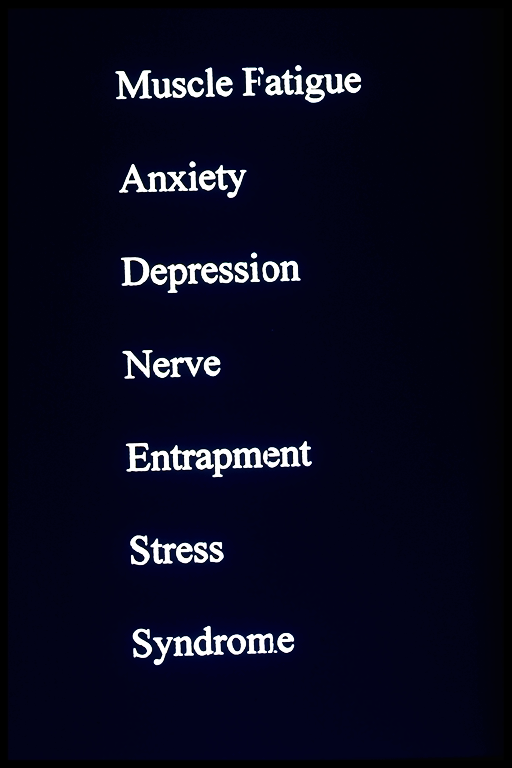 Muscle Fatigue
Anxiety
Depression
Nerve
Entrapment
Stress
Syndrome